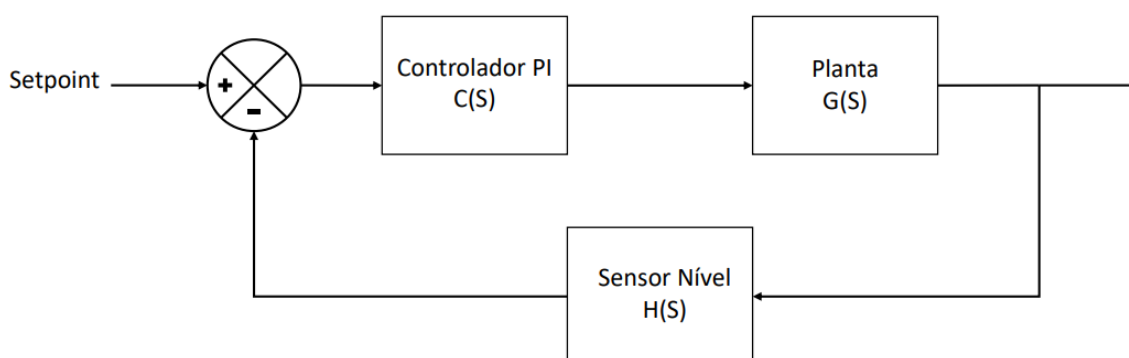 Setpoint
+
-
Controlador PI
C(S)
Planta
G(S)
Sensor Nível
H(S)